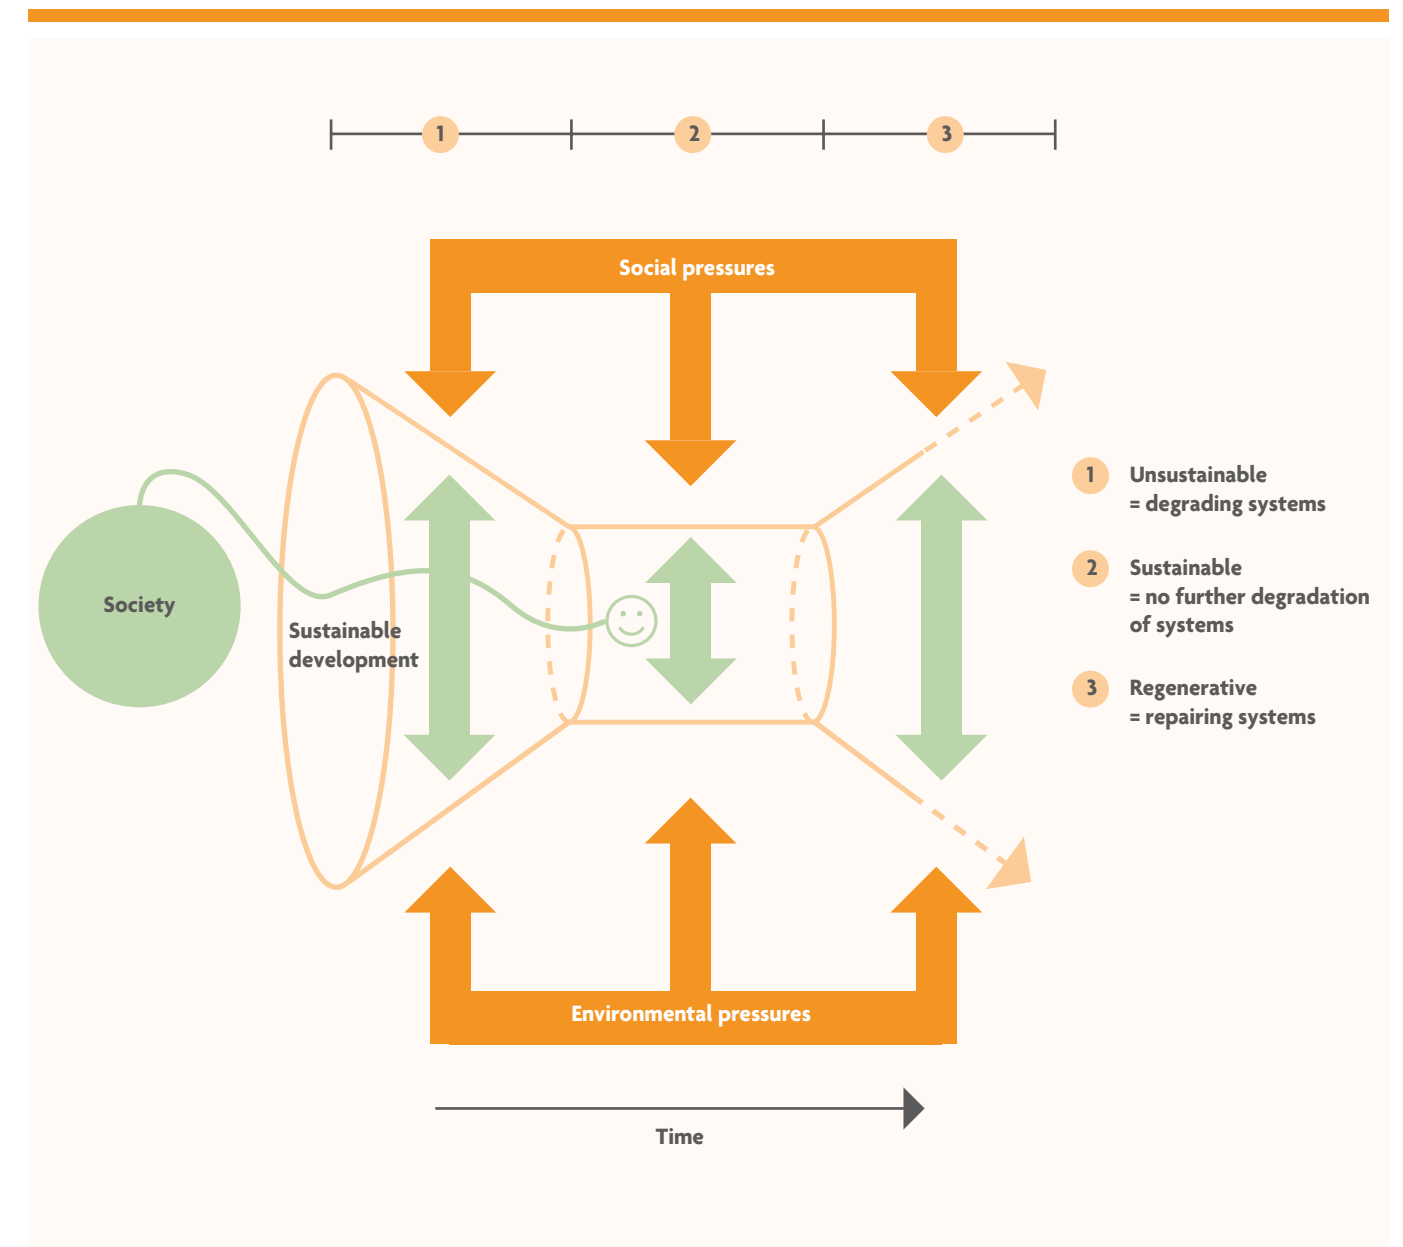 1
2
3
Social pressures
Society
Sustainable
development
1
Unsustainable
= degrading systems
2
Sustainable
= no further degradation
of systems
3
Regenerative
= repairing systems
Environmental pressures
Time